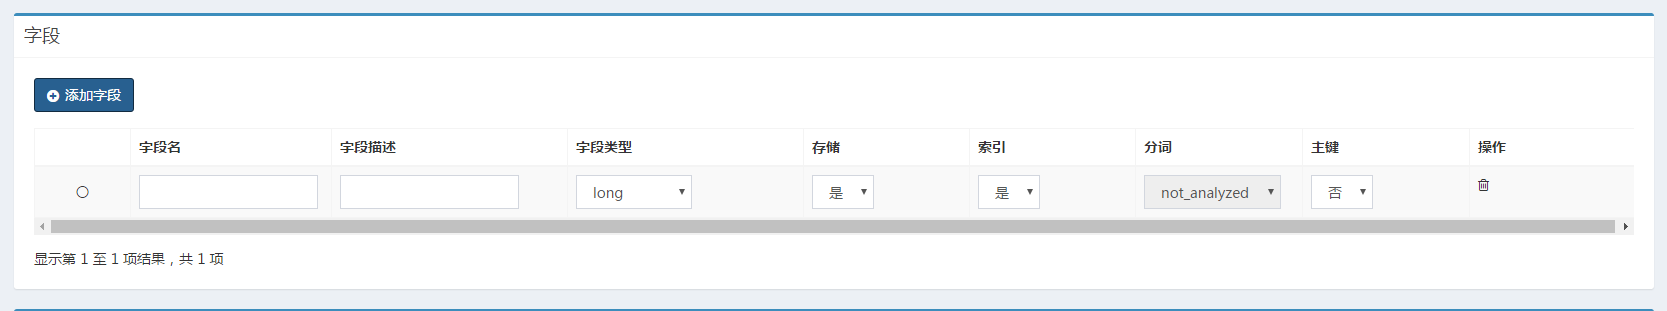 字段
添加字段
字段名 字段描述 字段类型 存储 索引 分词 主键 操作
long 是 是 not_analyzed 否
显示第 1 至 1 项结果，共 1 项